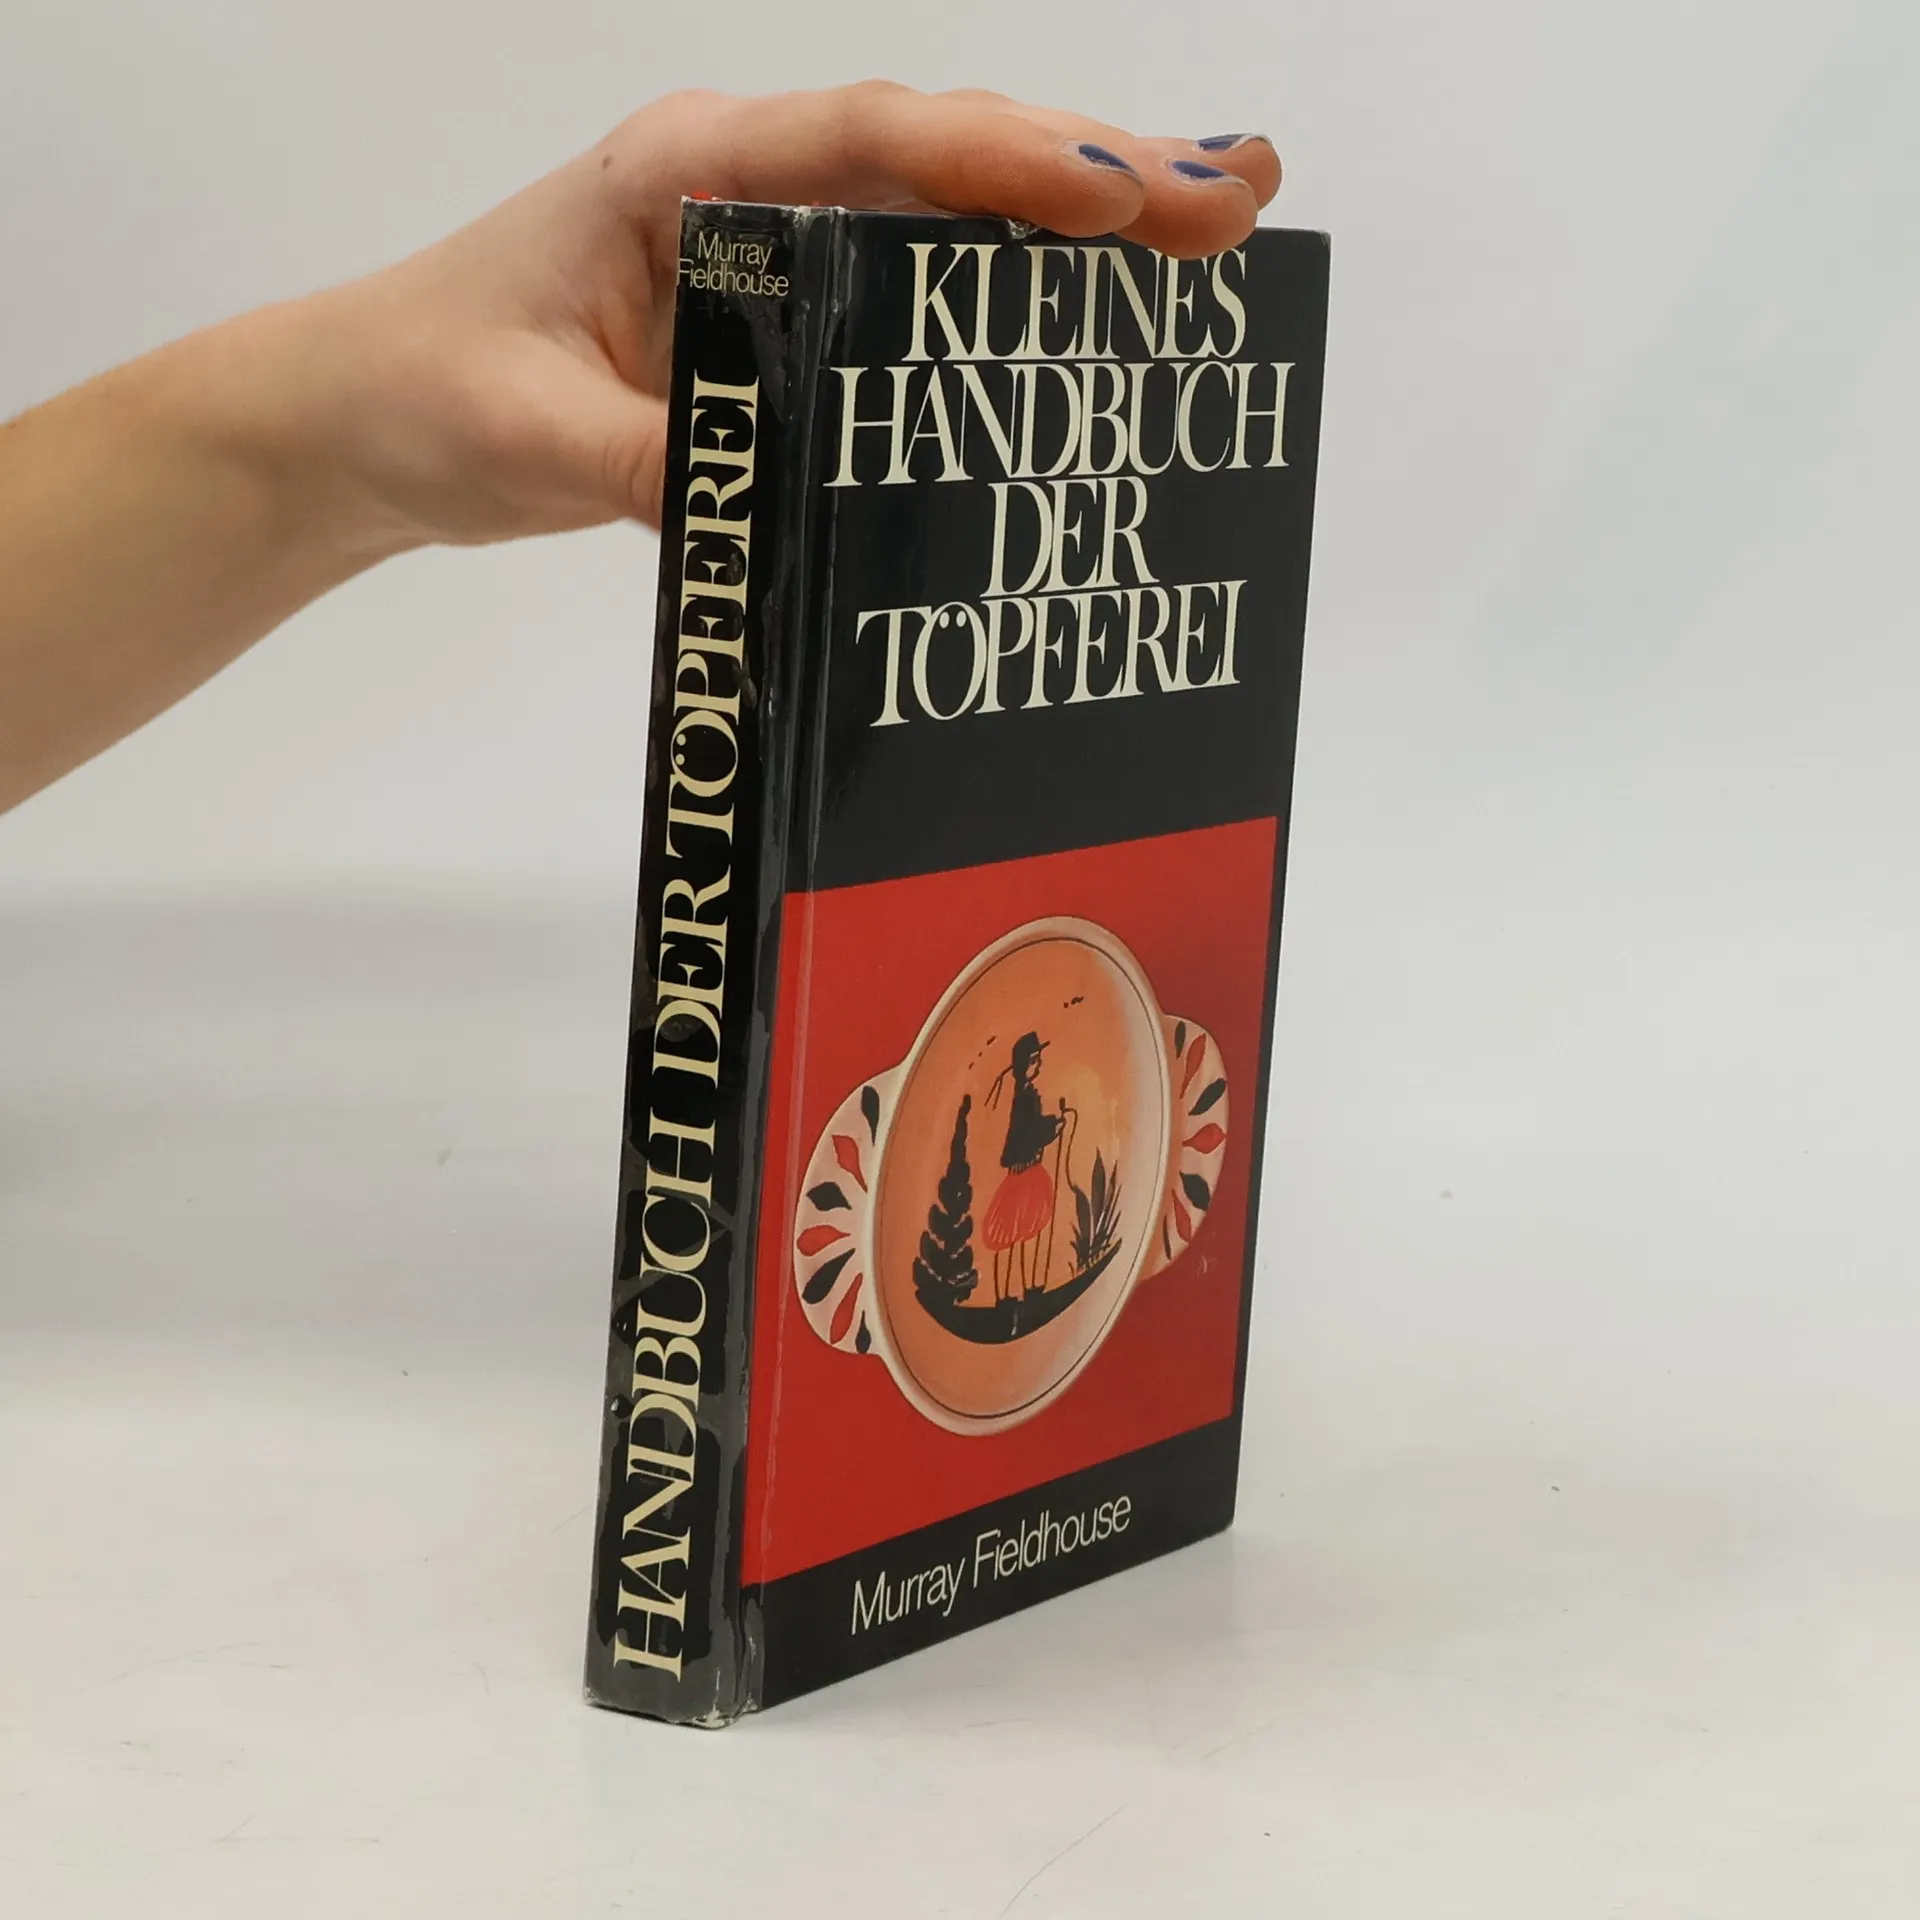 Murray
Fieldhouse
HANDBUCH DER TÖPFEREI
KLEINES
HANDBUCH
DER
TÖPFEREI
Murray Fieldhouse